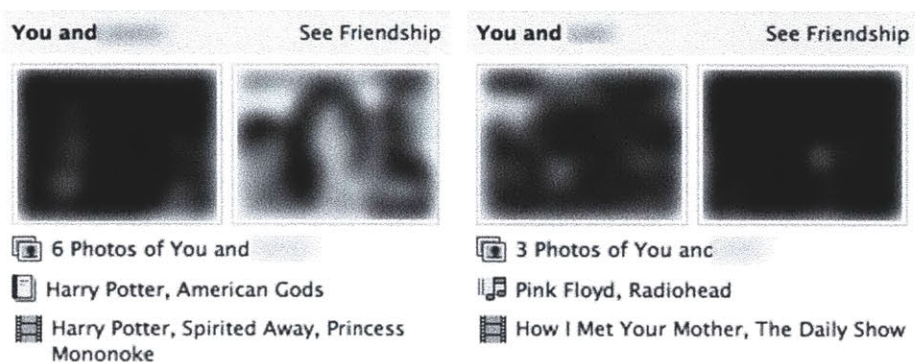 You and
See Friendship
6 Photos of You and
Harry Potter, American Gods
Harry Potter, Spirited Away, Princess
Mononoke
You and
See Friendship
3 Photos of You and
Pink Floyd, Radiohead
How I Met Your Mother, The Daily Show